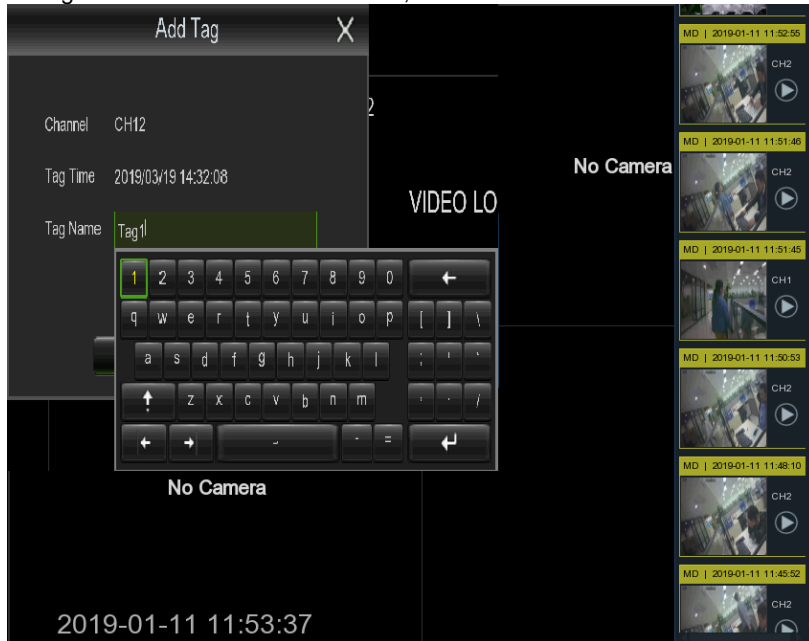 Add Tag X
Channel CH12
Tag Time 2019/03/19 14:32:08
Tag Name Tag1
1 2 3 4 5 6 7 8 9 0
q w e r t y u i o p [ ] \
a s d f g h j k l ; ' `
z x c v b n m , . /
- =
2
VIDEO LO
No Camera
No Camera
2019-01-11 11:53:37
MD | 2019-01-11 11:52:55
CH2
MD | 2019-01-11 11:51:46
CH2
MD | 2019-01-11 11:51:45
CH1
MD | 2019-01-11 11:50:53
CH2
MD | 2019-01-11 11:48:10
CH2
MD | 2019-01-11 11:45:52
CH2